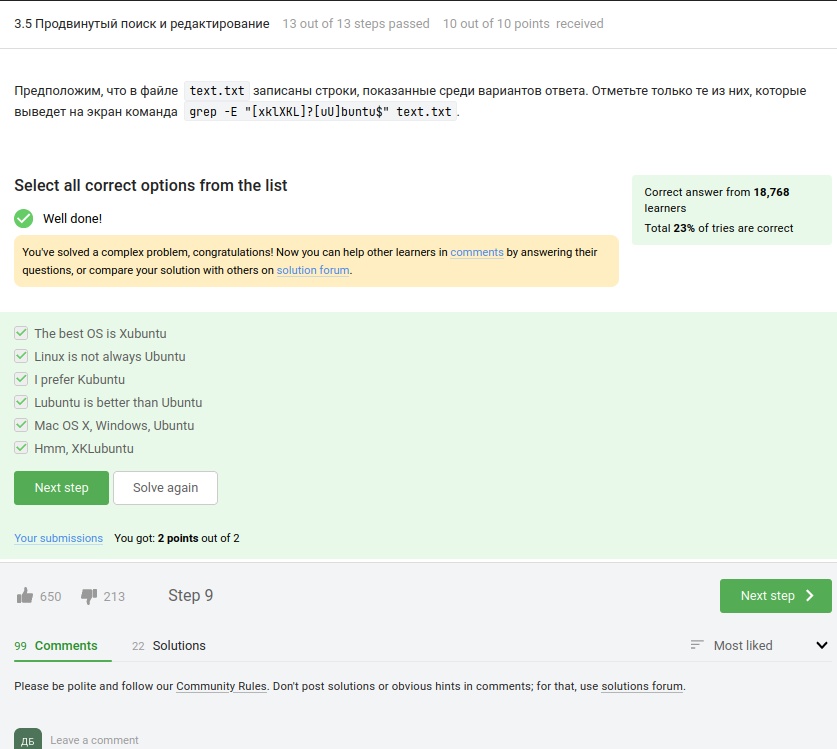 3.5 Продвинутый поиск и редактирование 13 out of 13 steps passed 10 out of 10 points received
Предположим, что в файле text.txt записаны строки, показанные среди вариантов ответа. Отметьте только те из них, которые
выведет на экран команда grep -E "[xklXKL]?[uU]buntu$" text.txt.
Select all correct options from the list
Well done!
You've solved a complex problem, congratulations! Now you can help other learners in comments by answering their
questions, or compare your solution with others on solution forum.
Correct answer from 18,768
learners
Total 23% of tries are correct
The best OS is Xubuntu
Linux is not always Ubuntu
I prefer Kubuntu
Lubuntu is better than Ubuntu
Mac OS X, Windows, Ubuntu
Hmm, XKLubuntu
Next step Solve again
Your submissions You got: 2 points out of 2
650 213 Step 9 Next step
99 Comments 22 Solutions Most liked
Please be polite and follow our Community Rules. Don't post solutions or obvious hints in comments; for that, use solutions forum.
ДБ Leave a comment